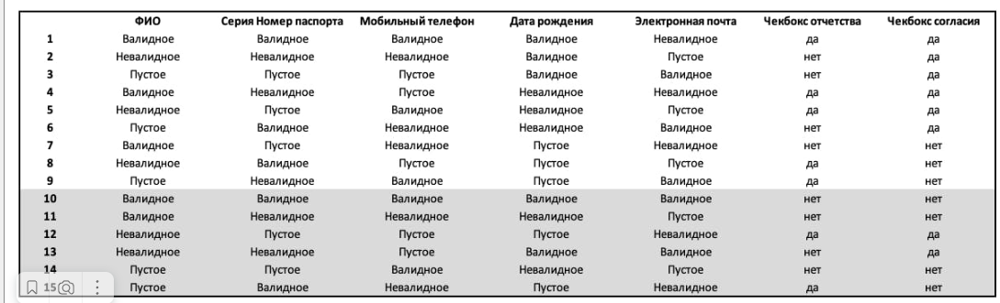 ФИО Серия Номер паспорта Мобильный телефон Дата рождения Электронная почта Чекбокс отчетства Чекбокс согласия
1 Валидное Валидное Валидное Валидное Невалидное да да
2 Невалидное Невалидное Невалидное Валидное Пустое нет да
3 Пустое Пустое Пустое Валидное Валидное нет да
4 Валидное Невалидное Пустое Невалидное Невалидное да да
5 Невалидное Пустое Валидное Невалидное Пустое да да
6 Пустое Валидное Невалидное Невалидное Валидное нет да
7 Валидное Пустое Невалидное Пустое Невалидное нет нет
8 Невалидное Валидное Пустое Пустое Пустое да нет
9 Пустое Невалидное Валидное Пустое Валидное да нет
10 Валидное Валидное Валидное Валидное Валидное нет нет
11 Валидное Невалидное Невалидное Невалидное Пустое нет нет
12 Невалидное Пустое Пустое Пустое Невалидное да да
13 Невалидное Невалидное Пустое Валидное Валидное нет да
14 Пустое Пустое Валидное Невалидное Пустое нет нет
15 Пустое Валидное Невалидное Пустое Невалидное да нет